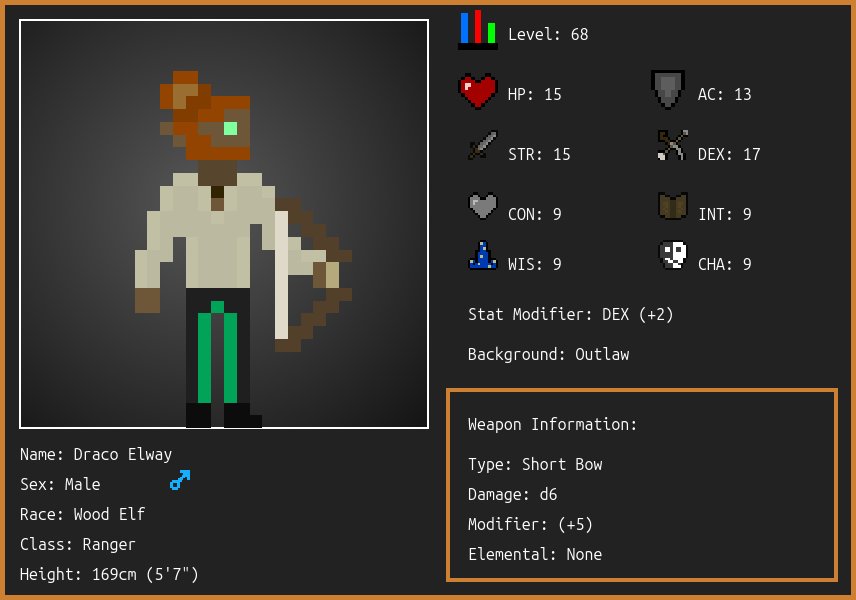 Level: 68
HP: 15
AC: 13
STR: 15
DEX: 17
CON: 9
INT: 9
WIS: 9
CHA: 9
Stat Modifier: DEX (+2)
Background: Outlaw
Weapon Information:
Type: Short Bow
Damage: d6
Modifier: (+5)
Elemental: None
Name: Draco Elway
Sex: Male
Race: Wood Elf
Class: Ranger
Height: 169cm (5'7")